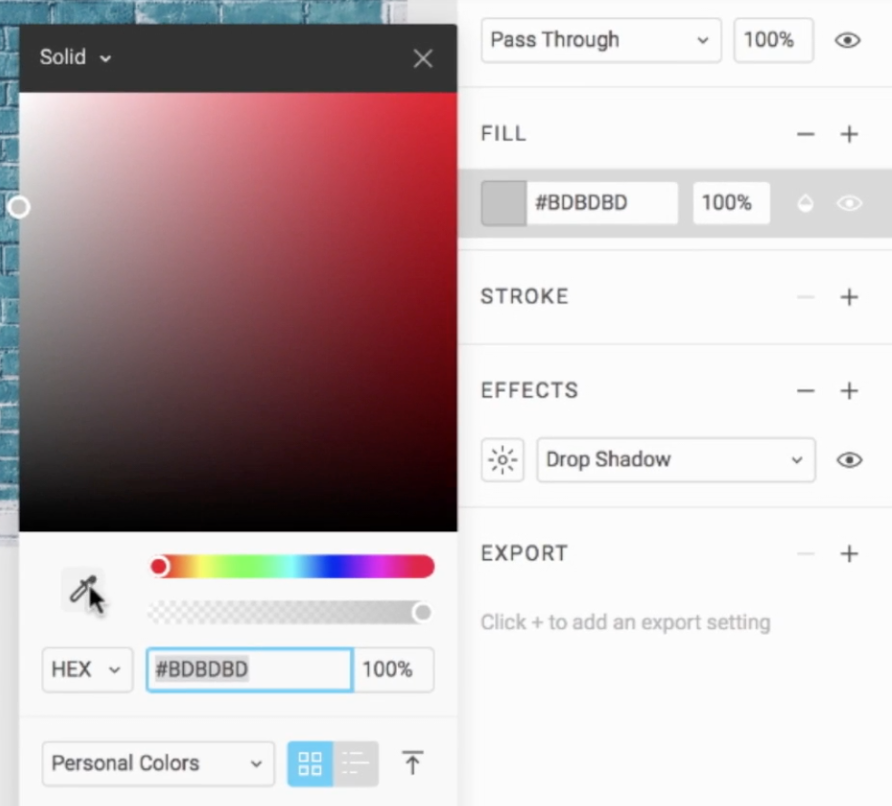 Solid
Pass Through
100%
FILL
#BDBDBD
100%
STROKE
EFFECTS
Drop Shadow
EXPORT
Click + to add an export setting
HEX
#BDBDBD
100%
Personal Colors